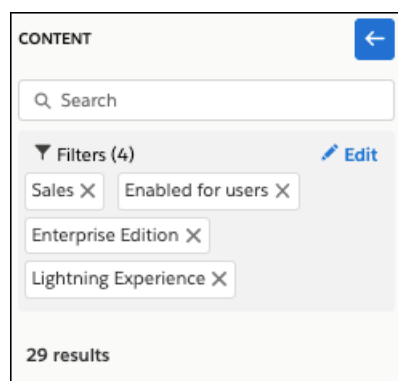 CONTENT
Search
Filters (4) Edit
Sales Enabled for users
Enterprise Edition
Lightning Experience
29 results